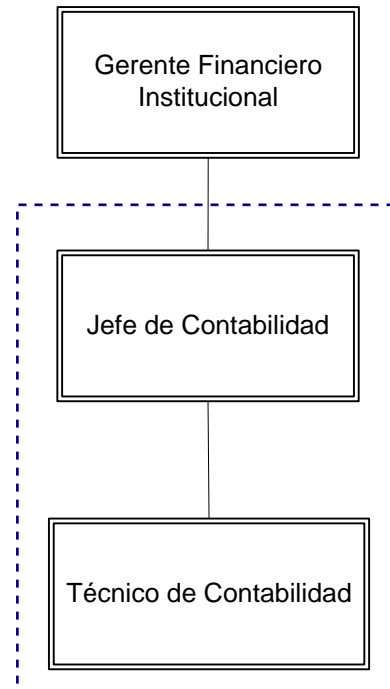 Gerente Financiero
Institucional
Jefe de Contabilidad
Técnico de Contabilidad